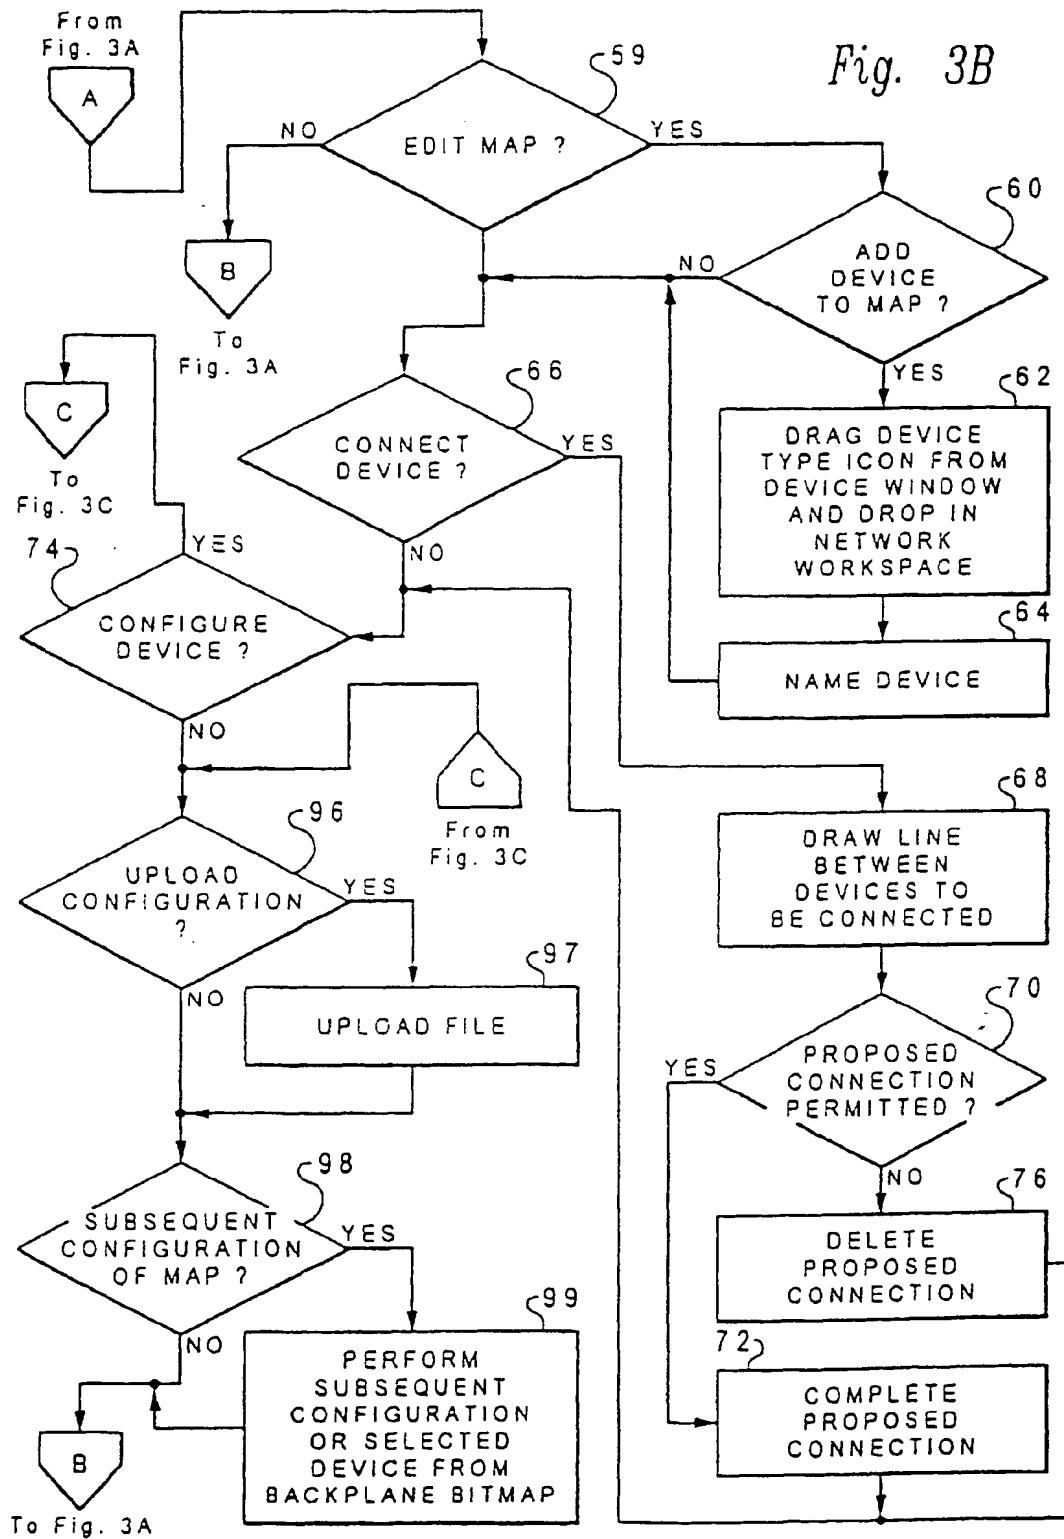 From
Fig. 3A
A
Fig. 3B
59
EDIT MAP ?
NO
YES
B
To
Fig. 3A
60
ADD
DEVICE
TO MAP ?
NO
YES
C
To
Fig. 3C
66
CONNECT
DEVICE ?
YES
NO
62
DRAG DEVICE
TYPE ICON FROM
DEVICE WINDOW
AND DROP IN
NETWORK
WORKSPACE
64
NAME DEVICE
74
YES
CONFIGURE
DEVICE ?
NO
C
From
Fig. 3C
68
DRAW LINE
BETWEEN
DEVICES TO
BE CONNECTED
96
UPLOAD
CONFIGURATION
?
YES
NO
97
UPLOAD FILE
70
PROPOSED
CONNECTION
PERMITTED ?
YES
NO
76
DELETE
PROPOSED
CONNECTION
98
SUBSEQUENT
CONFIGURATION
OF MAP ?
YES
NO
99
PERFORM
SUBSEQUENT
CONFIGURATION
OR SELECTED
DEVICE FROM
BACKPLANE BITMAP
72
COMPLETE
PROPOSED
CONNECTION
B
To Fig. 3A